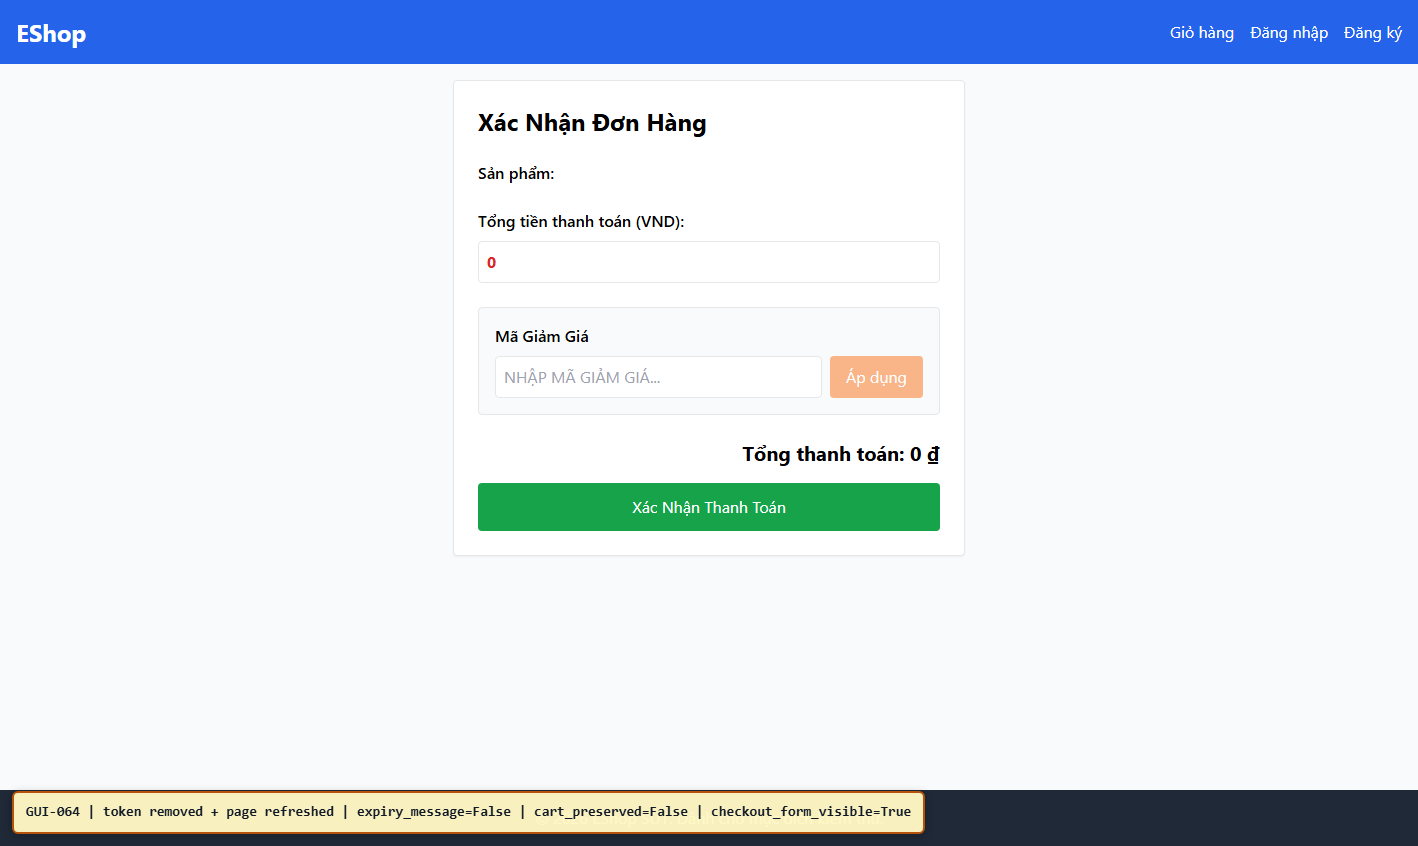 EShop
Giỏ hàng Đăng nhập Đăng ký
Xác Nhận Đơn Hàng
Sản phẩm:
Tổng tiền thanh toán (VND):
0
Mã Giảm Giá
NHẬP MÃ GIẢM GIÁ...
Áp dụng
Tổng thanh toán: 0 ₫
Xác Nhận Thanh Toán
GUI-064 | token removed + page refreshed | expiry_message=False | cart_preserved=False | checkout_form_visible=True